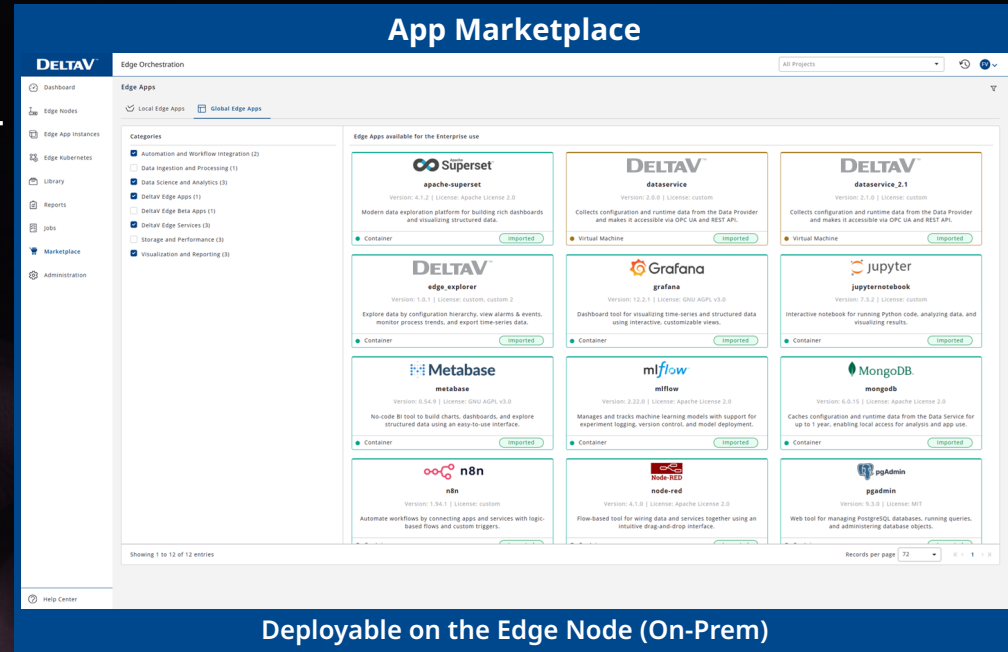 App Marketplace
DELTAV™
Edge Orchestration
All Projects
FV
Dashboard
Edge Nodes
Edge App Instances
Edge Kubernetes
Library
Reports
Jobs
Marketplace
Administration
Help Center
Edge Apps
Local Edge Apps
Global Edge Apps
Categories
Automation and Workflow Integration (2)
Data Ingestion and Processing (1)
Data Science and Analytics (3)
DeltaV Edge Apps (1)
DeltaV Edge Beta Apps (1)
DeltaV Edge Services (3)
Storage and Performance (3)
Visualization and Reporting (3)
Edge Apps available for the Enterprise use
Apache Superset
apache-superset
Version: 4.1.2 | License: Apache License 2.0
Modern data exploration platform for building rich dashboards
and visualizing structured data.
Container
Imported
DELTAV™
dataservice
Version: 2.0.0 | License: custom
Collects configuration and runtime data from the Data Provider
and makes it accessible via OPC UA and REST API.
Virtual Machine
Imported
DELTAV™
dataservice_2.1
Version: 2.1.0 | License: custom
Collects configuration and runtime data from the Data Provider
and makes it accessible via OPC UA and REST API.
Virtual Machine
Imported
DELTAV™
edge_explorer
Version: 1.0.1 | License: custom, custom 2
Explore data by configuration hierarchy, view alarms & events,
monitor process trends, and export time-series data.
Container
Imported
Grafana
grafana
Version: 12.2.1 | License: GNU AGPL v3.0
Dashboard tool for visualizing time-series and structured data
using interactive, customizable views.
Container
Imported
jupyter
jupyternotebook
Version: 7.3.2 | License: custom
Interactive notebook for running Python code, analyzing data, and
visualizing results.
Container
Imported
Metabase
metabase
Version: 0.54.9 | License: GNU AGPL v3.0
No-code BI tool to build charts, dashboards, and explore
structured data using an easy-to-use interface.
Container
Imported
mlflow
mlflow
Version: 2.22.0 | License: Apache License 2.0
Manages and tracks machine learning models with support for
experiment logging, version control, and model deployment.
Container
Imported
MongoDB.
mongodb
Version: 6.0.15 | License: Apache License 2.0
Caches configuration and runtime data from the Data Service for
up to 1 year, enabling local access for analysis and app use.
Container
Imported
n8n
n8n
Version: 1.94.1 | License: custom
Automate workflows by connecting apps and services with logic-
based flows and custom triggers.
Node-RED
node-red
Version: 4.1.0 | License: Apache License 2.0
Flow-based tool for wiring data and services together using an
intuitive drag-and-drop interface.
pgAdmin
pgadmin
Version: 9.3.0 | License: MIT
Web tool for managing PostgreSQL databases, running queries,
and administering database objects.
Showing 1 to 12 of 12 entries
Records per page 72
1
Deployable on the Edge Node (On-Prem)